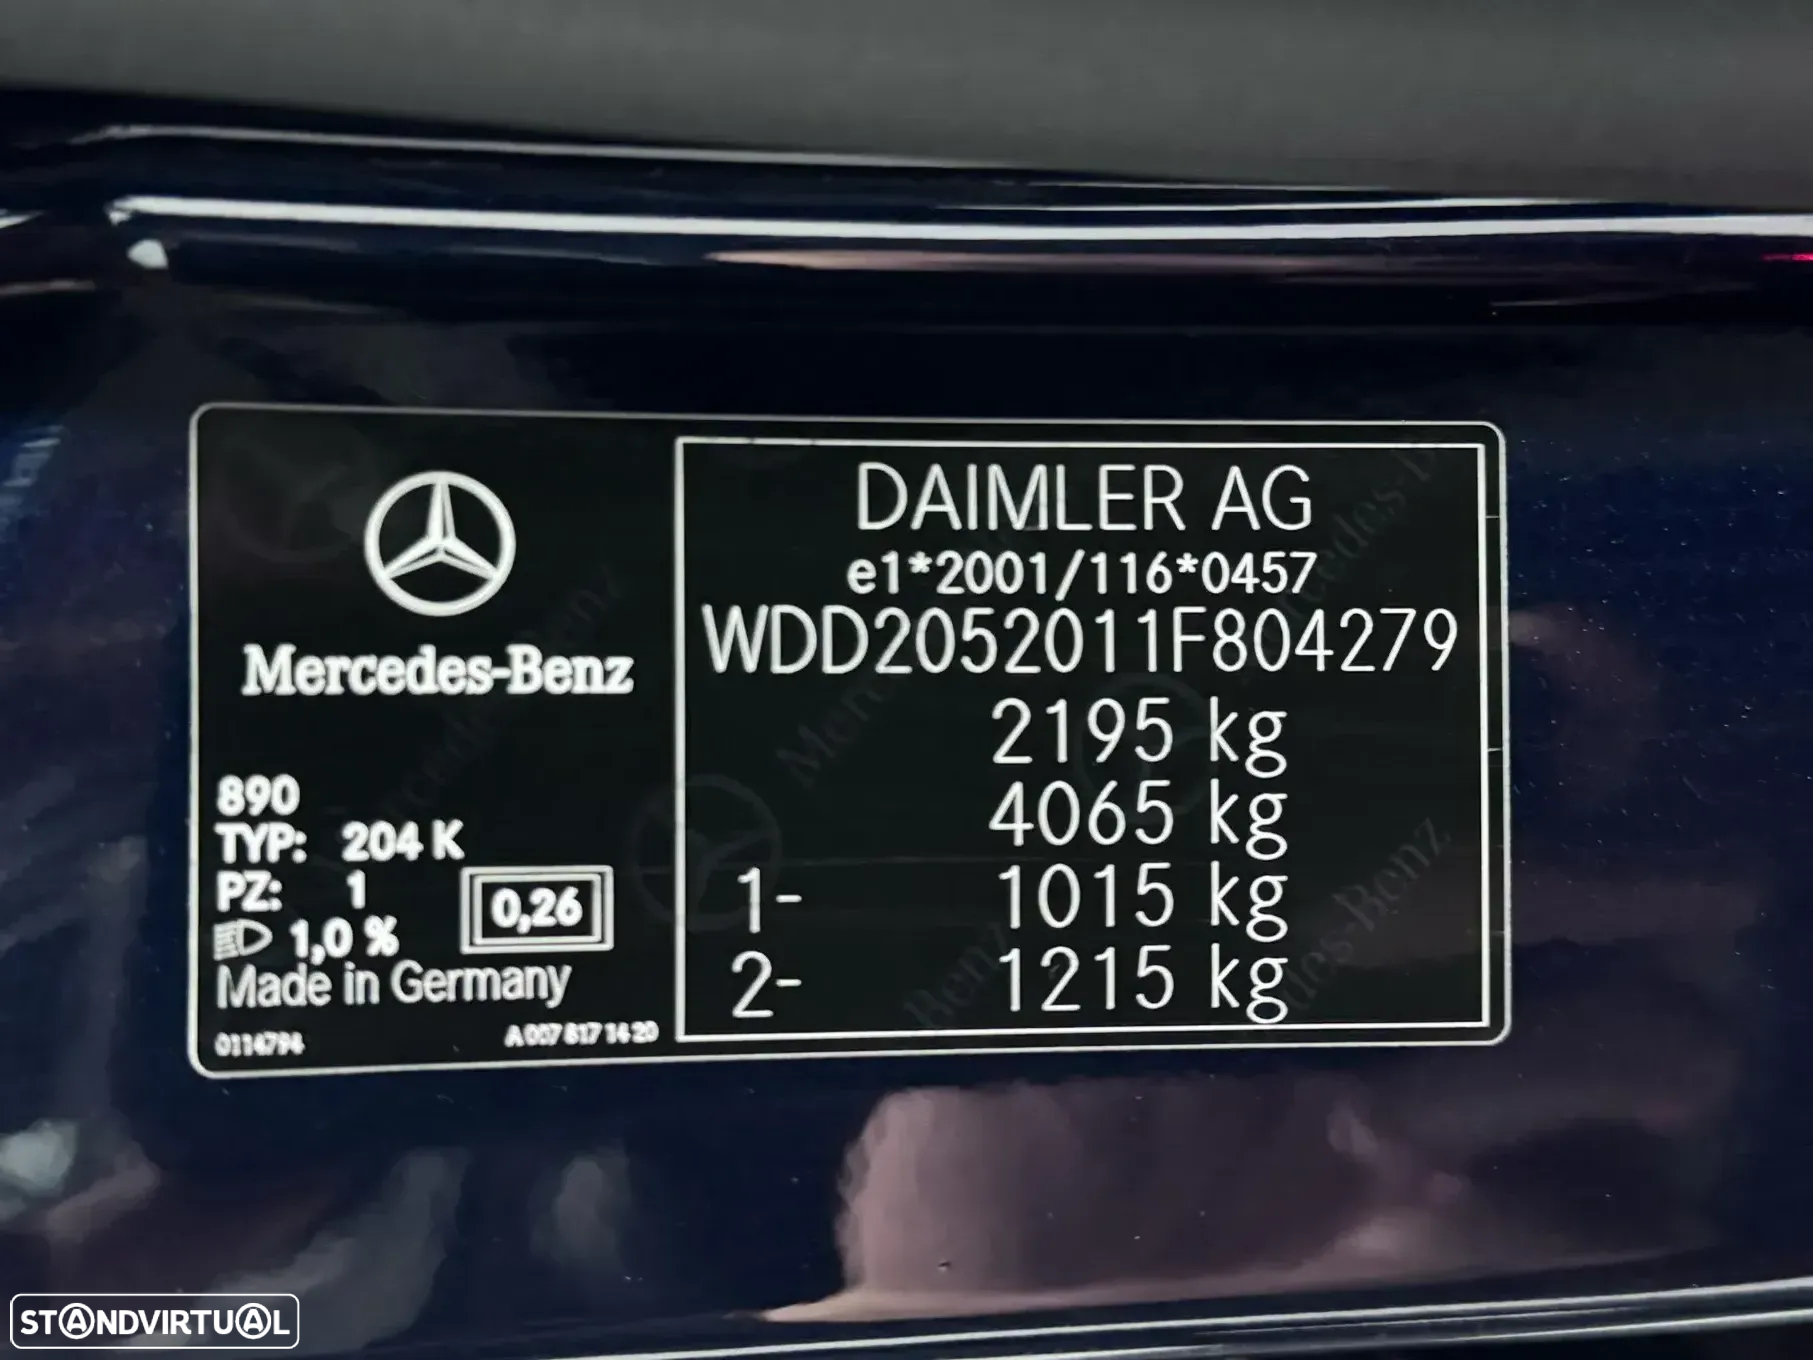 Mercedes-Benz
890
TYP: 204 K
PZ: 1
1,0 %
0,26
Made in Germany
0114794
A 007 817 14 20
DAIMLER AG
e1*2001/116*0457
WDD2052011F804279
2195 kg
4065 kg
1- 1015 kg
2- 1215 kg
STANDVIRTUAL